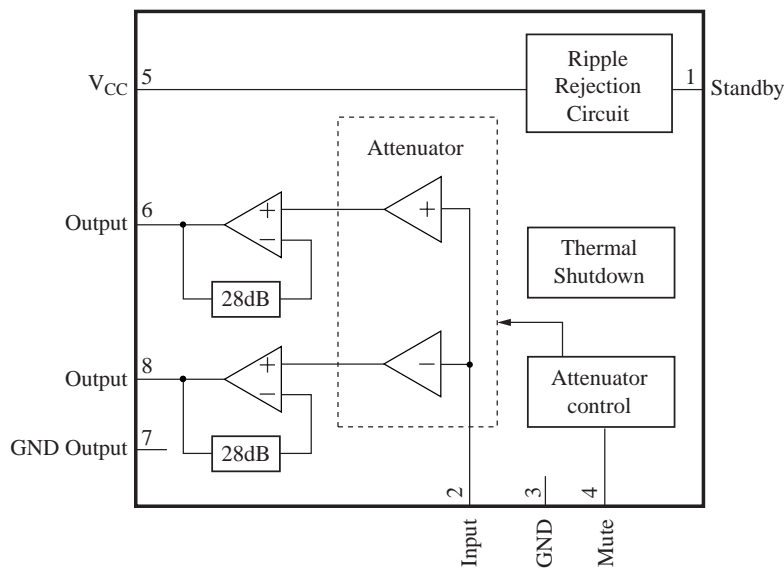 Ripple
Rejection
Circuit
VCC
5
1
Standby
Attenuator
Output
6
+
−
+
28dB
Thermal
Shutdown
Output
8
+
−
−
28dB
Attenuator
control
GND Output
7
2
3
4
Input
GND
Mute